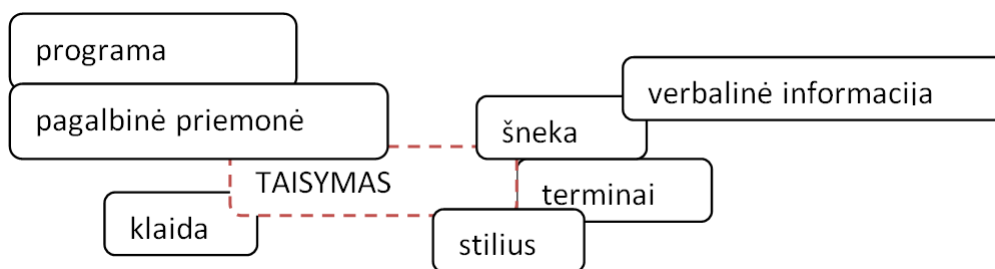 programa
verbalinė informacija
pagalbinė priemonė
šneka
TAISYMAS
terminai
klaida
stilius